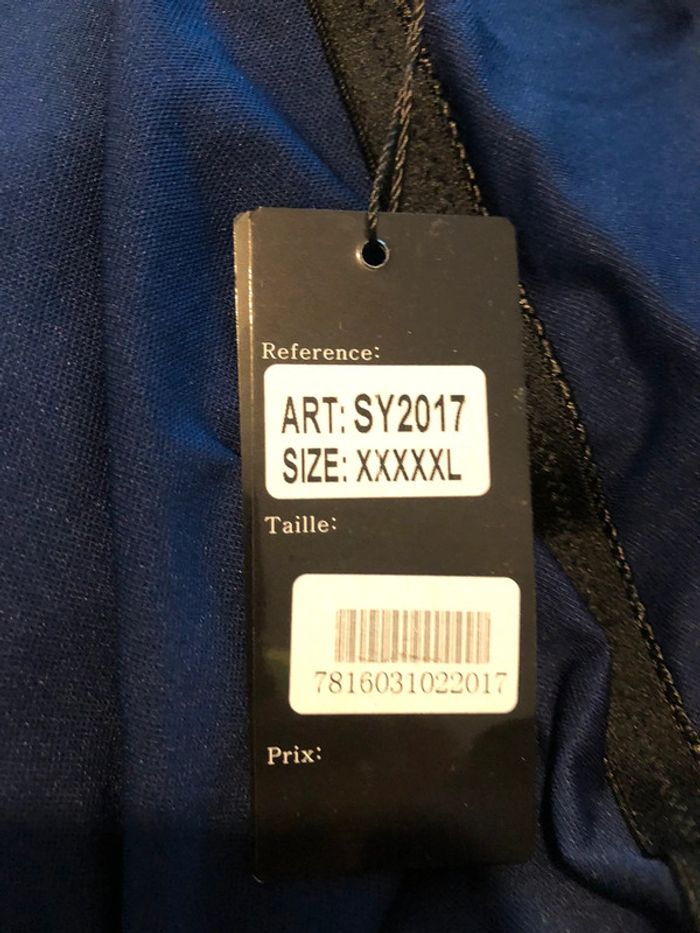 Reference:
ART: SY2017
SIZE: XXXXXL
Taille:
7816031022017
Prix: